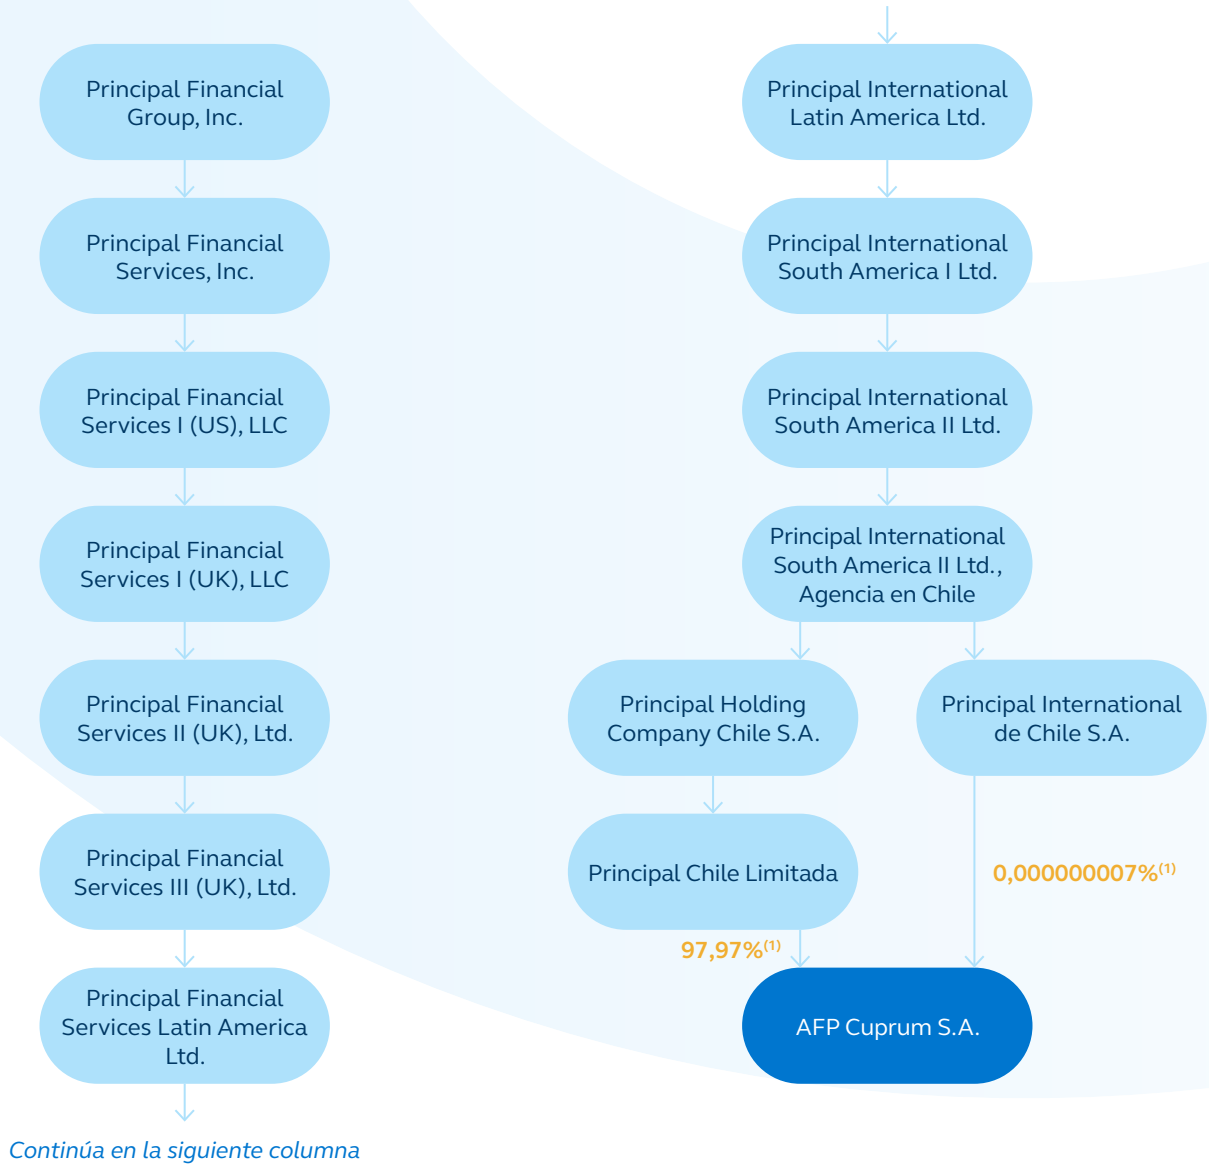 Principal Financial
Group, Inc.
Principal Financial
Services, Inc.
Principal Financial
Services I (US), LLC
Principal Financial
Services I (UK), LLC
Principal Financial
Services II (UK), Ltd.
Principal Financial
Services III (UK), Ltd.
Principal Financial
Services Latin America
Ltd.
Continúa en la siguiente columna
Principal International
Latin America Ltd.
Principal International
South America I Ltd.
Principal International
South America II Ltd.
Principal International
South America II Ltd.,
Agencia en Chile
Principal Holding
Company Chile S.A.
Principal International
de Chile S.A.
Principal Chile Limitada
0,000000007%(1)
97,97%(1)
AFP Cuprum S.A.